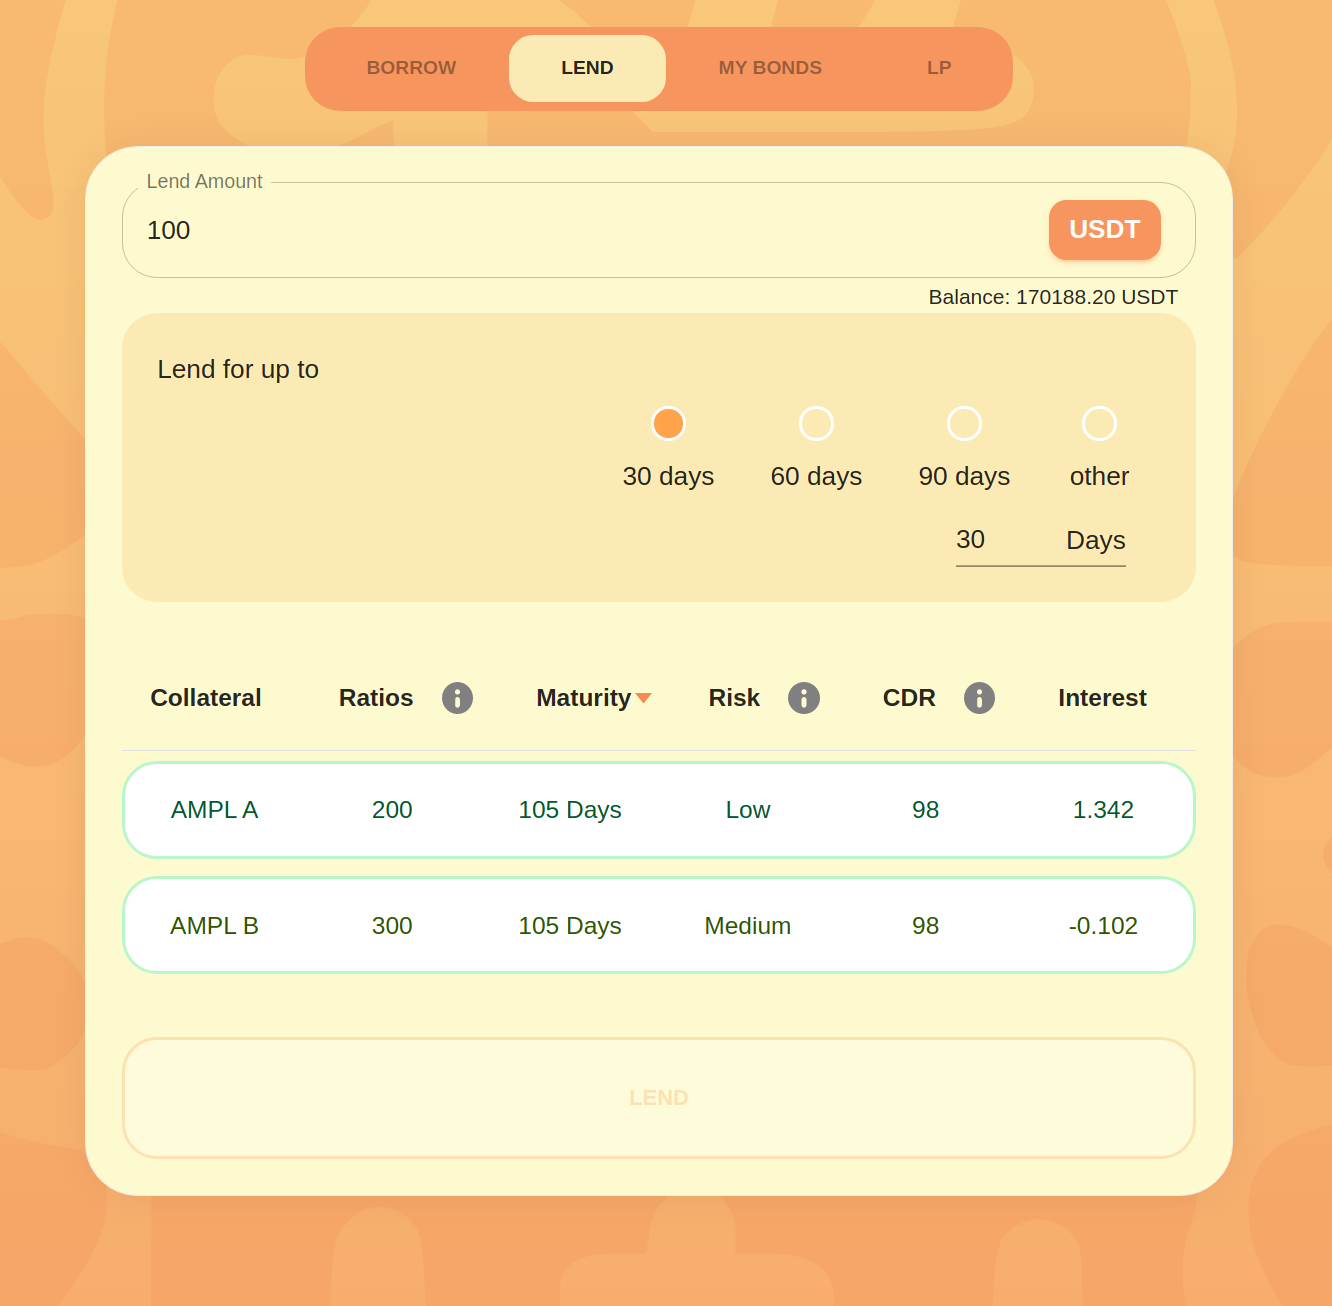 BORROW LEND MY BONDS LP
Lend Amount
100 USDT
Balance: 170188.20 USDT
Lend for up to
30 days 60 days 90 days other
30 Days
Collateral Ratios Maturity Risk CDR Interest
AMPL A 200 105 Days Low 98 1.342
AMPL B 300 105 Days Medium 98 -0.102
LEND